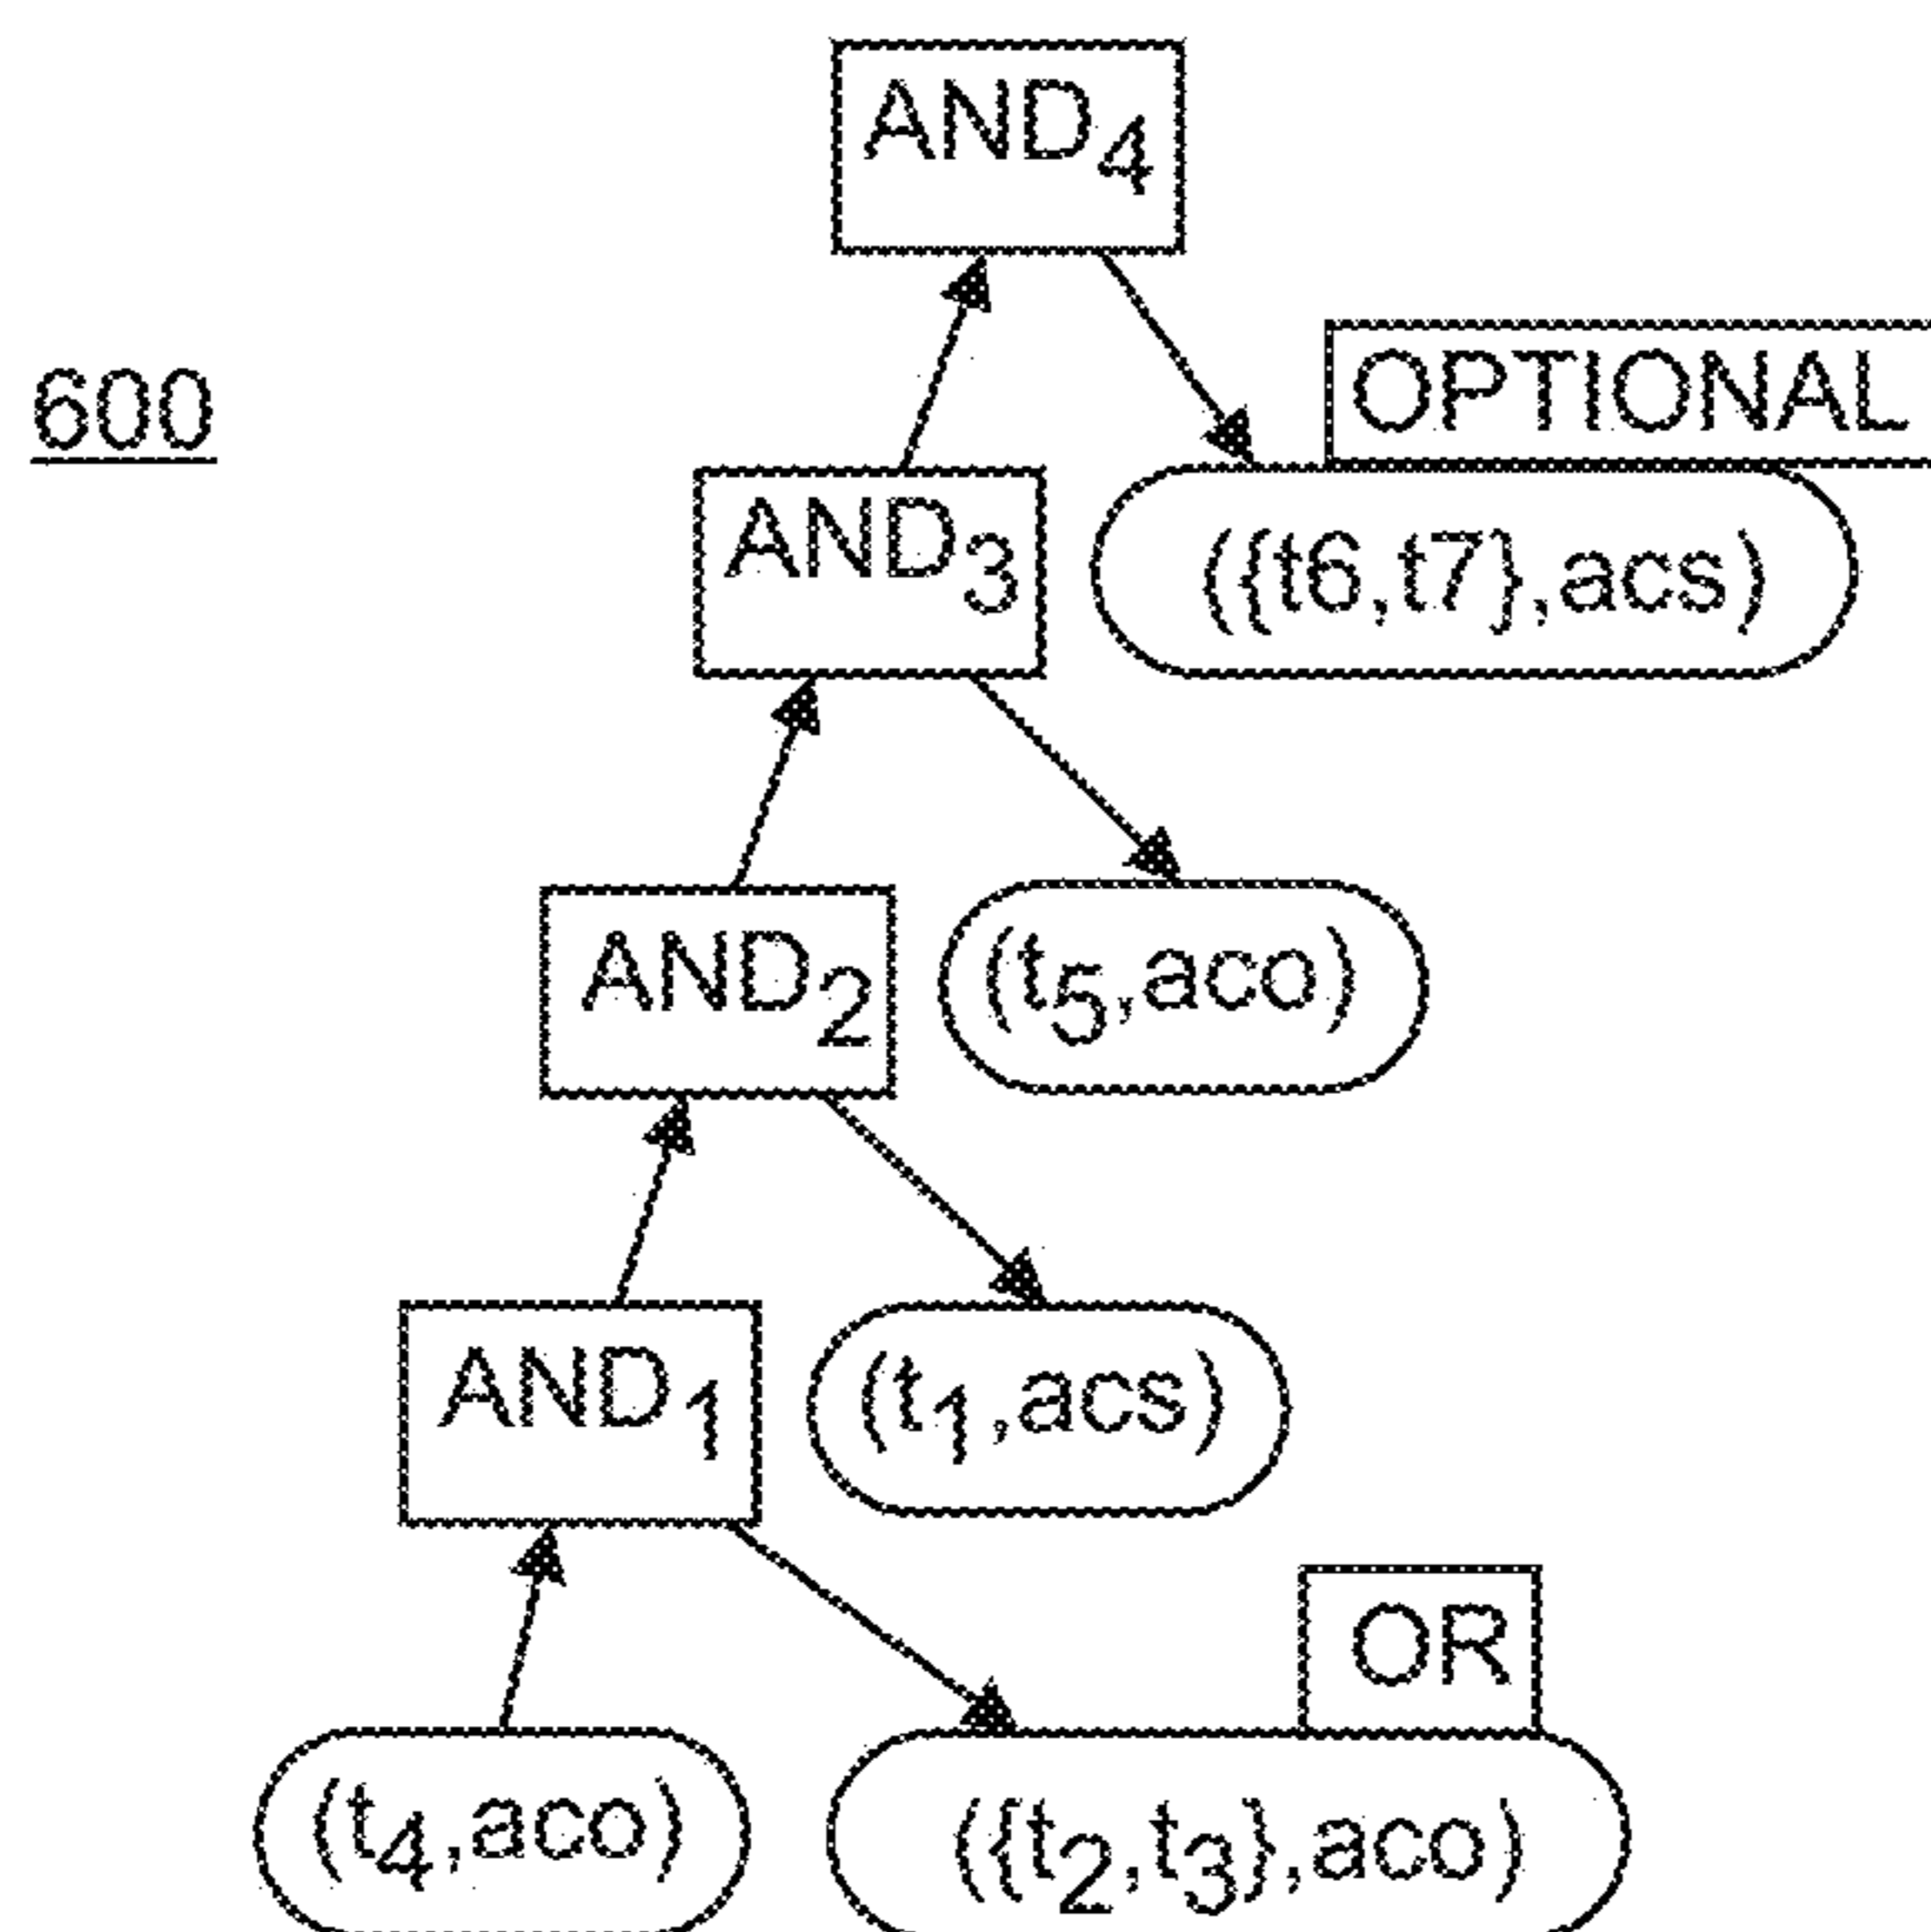 AND4
600
OPTIONAL
AND3
({t6,t7},acs)
AND2
(t5,aco)
AND1
(t1,acs)
OR
(t4,aco)
({t2,t3},aco)